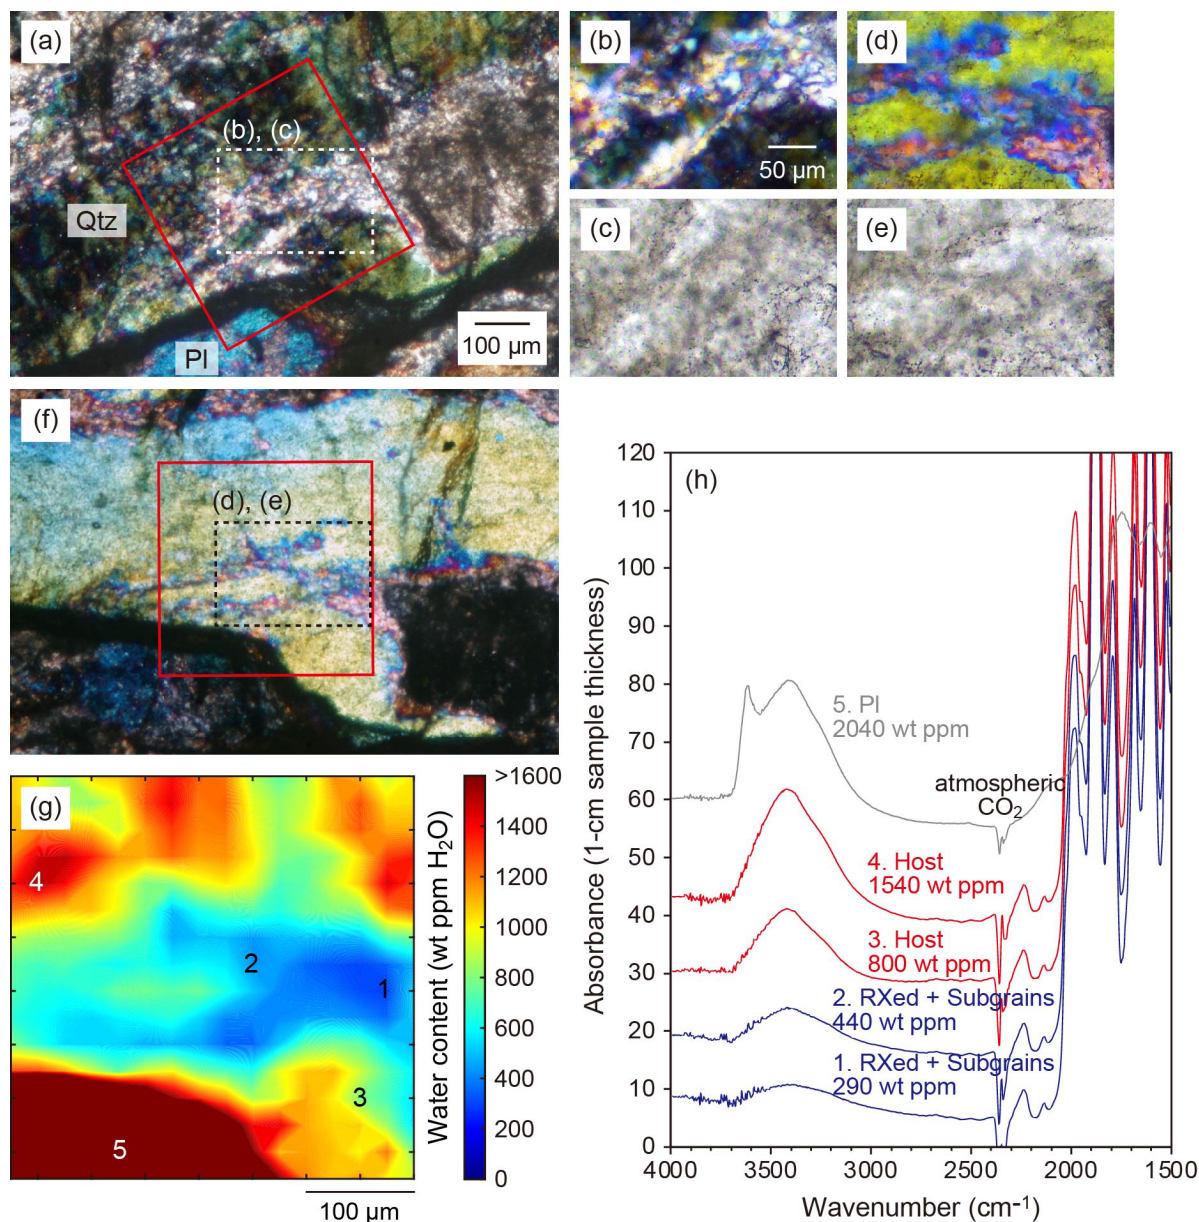 (a)
(b), (c)
Qtz
Pl
100 µm
(b)
50 µm
(d)
(c)
(e)
(f)
(d), (e)
(g)
4
2
1
3
5
100 µm
>1600
1400
1200
1000
800
600
400
200
0
Water content (wt ppm H₂O)
(h)
120
110
100
90
80
70
60
50
40
30
20
10
0
Absorbance (1-cm sample thickness)
5. Pl
2040 wt ppm
atmospheric
CO₂
4. Host
1540 wt ppm
3. Host
800 wt ppm
2. RXed + Subgrains
440 wt ppm
1. RXed + Subgrains
290 wt ppm
4000 3500 3000 2500 2000 1500
Wavenumber (cm⁻¹)